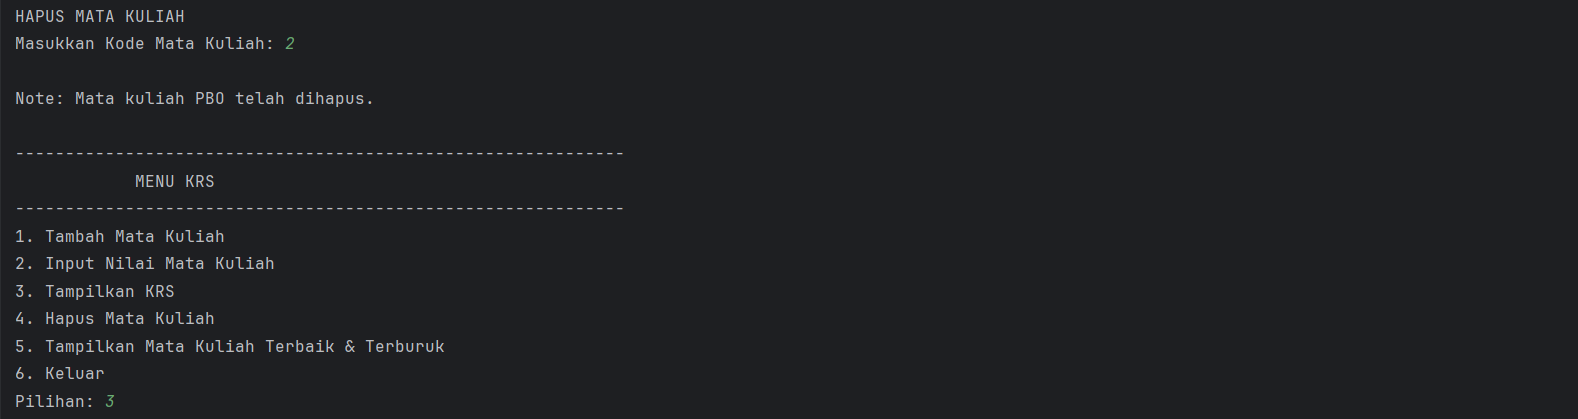 HAPUS MATA KULIAH
Masukkan Kode Mata Kuliah: 2
Note: Mata kuliah PBO telah dihapus.
-------------------------------------------------------------
MENU KRS
-------------------------------------------------------------
1. Tambah Mata Kuliah
2. Input Nilai Mata Kuliah
3. Tampilkan KRS
4. Hapus Mata Kuliah
5. Tampilkan Mata Kuliah Terbaik & Terburuk
6. Keluar
Pilihan: 3